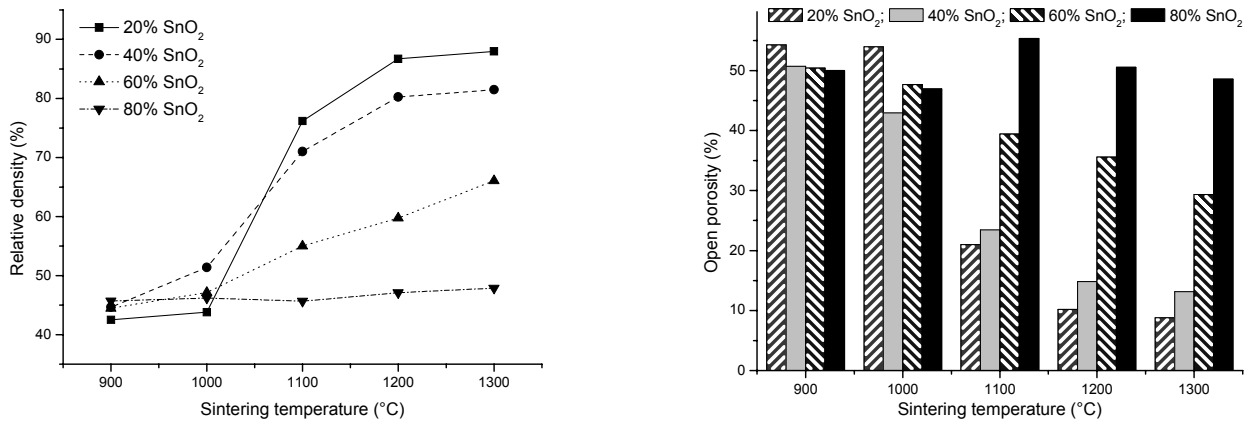 20% SnO₂
40% SnO₂
60% SnO₂
80% SnO₂
90
80
70
60
50
40
Relative density (%)
900 1000 1100 1200 1300
Sintering temperature (°C)
20% SnO₂; 40% SnO₂; 60% SnO₂; 80% SnO₂
50
40
30
20
10
0
Open porosity (%)
900 1000 1100 1200 1300
Sintering temperature (°C)